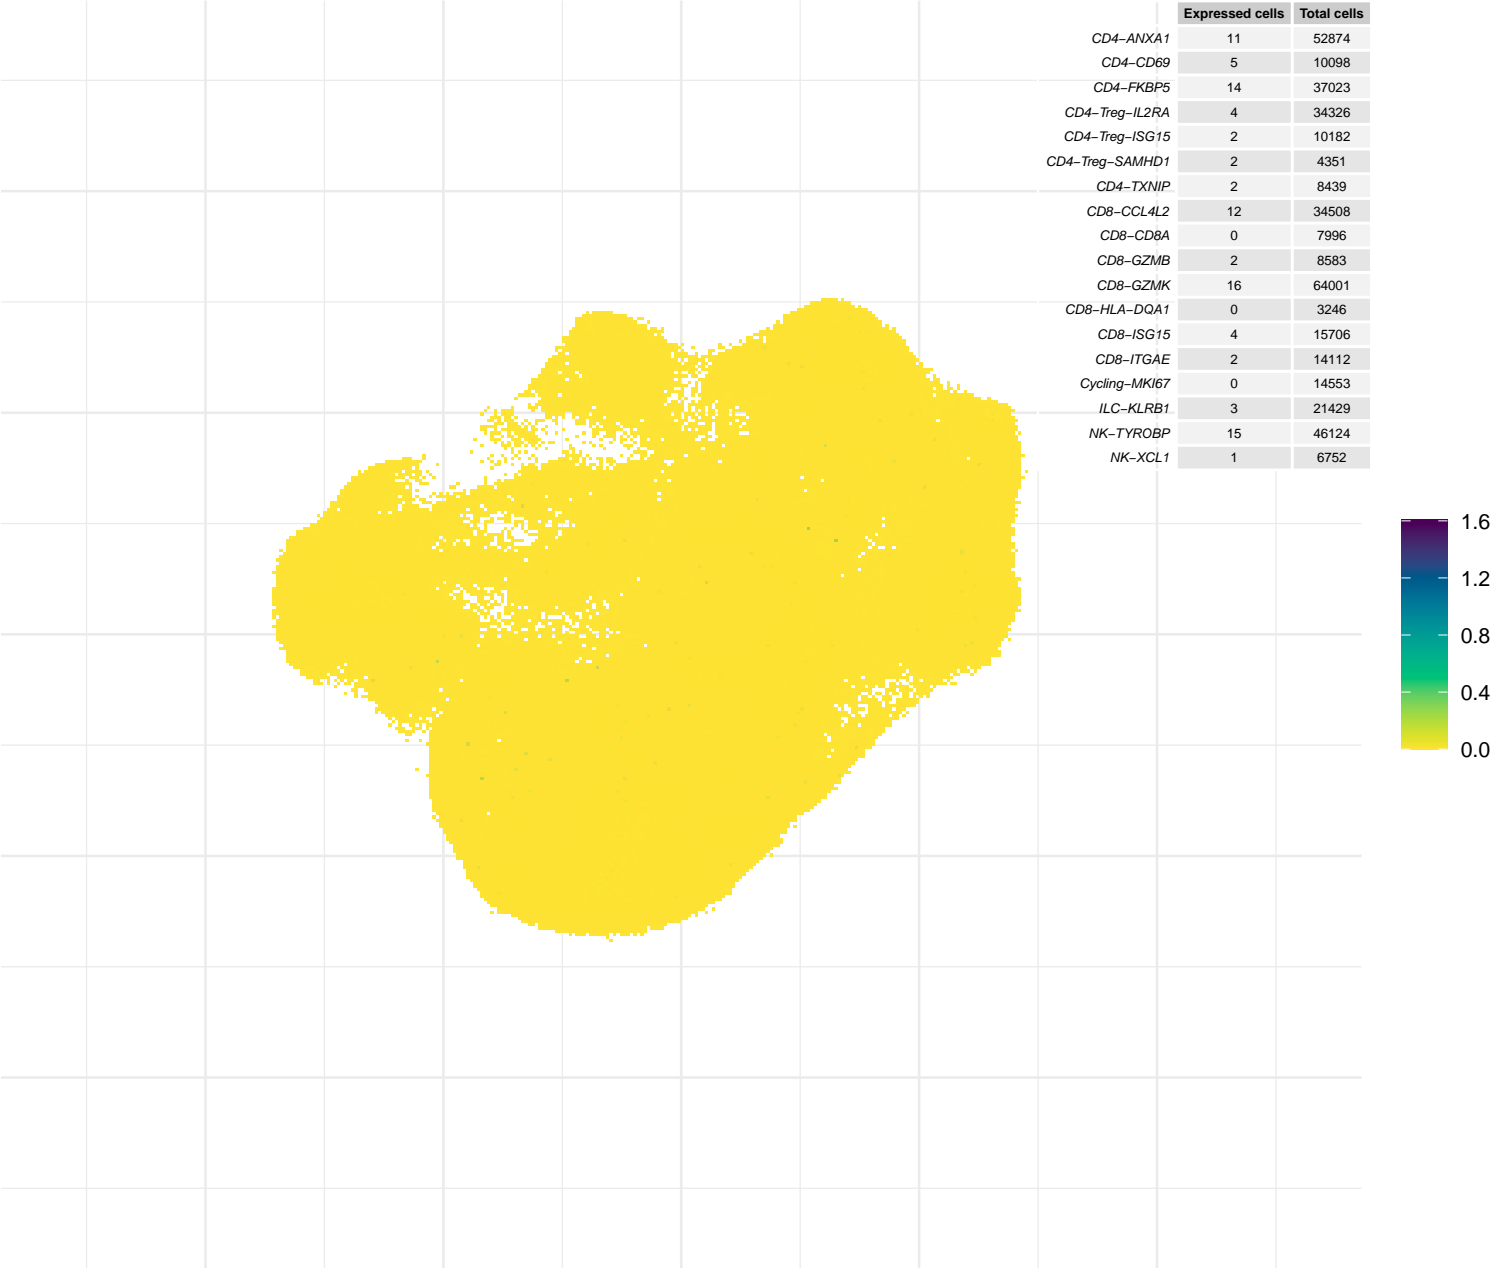 Expressed cells Total cells
CD4−ANXA1 11 52874
CD4−CD69 5 10098
CD4−FKBP5 14 37023
CD4−Treg−IL2RA 4 34326
CD4−Treg−ISG15 2 10182
CD4−Treg−SAMHD1 2 4351
CD4−TXNIP 2 8439
CD8−CCL4L2 12 34508
CD8−CD8A 0 7996
CD8−GZMB 2 8583
CD8−GZMK 16 64001
CD8−HLA−DQA1 0 3246
CD8−ISG15 4 15706
CD8−ITGAE 2 14112
Cycling−MKI67 0 14553
ILC−KLRB1 3 21429
NK−TYROBP 15 46124
NK−XCL1 1 6752
1.6
1.2
0.8
0.4
0.0